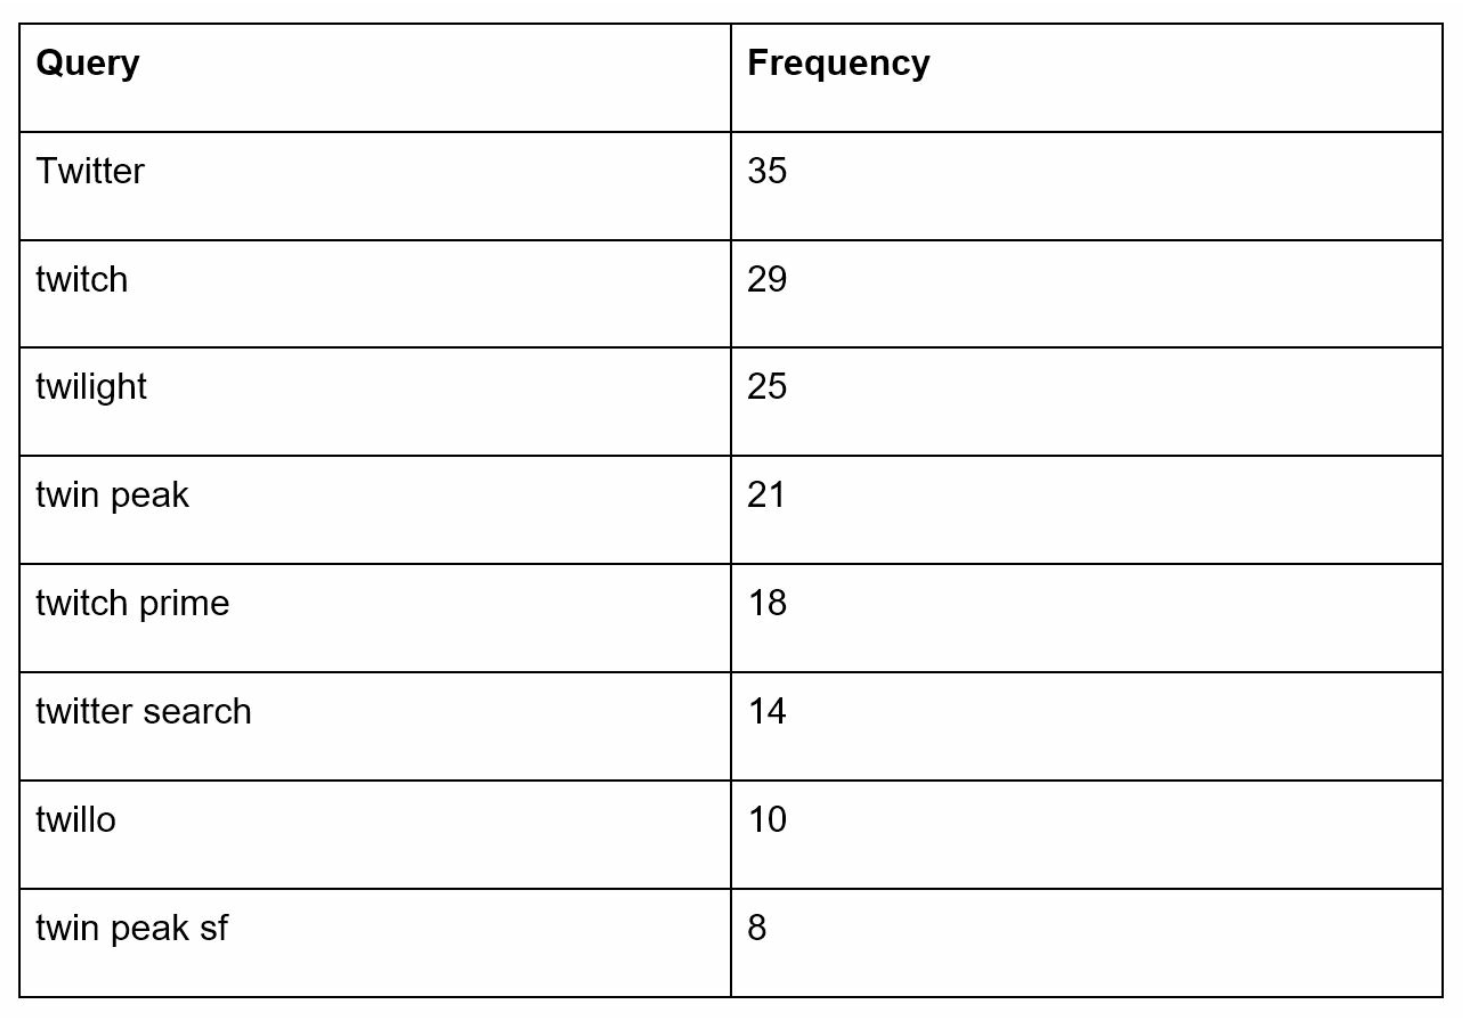 Query Frequency
Twitter 35
twitch 29
twilight 25
twin peak 21
twitch prime 18
twitter search 14
twillo 10
twin peak sf 8